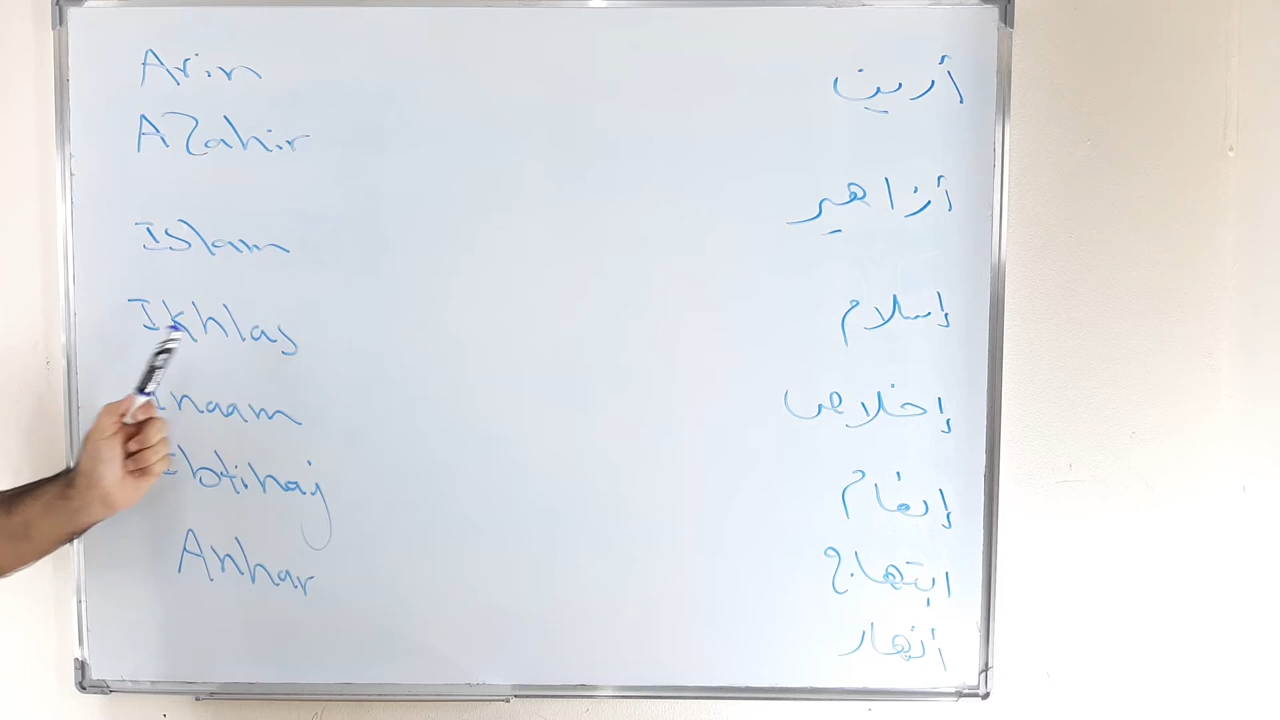 Arin أرين
AZahir أزاهير
Islam إسلام
Ikhlas إخلاص
Inaam إنعام
Ibtihaj ابتهاج
Anhar أنهار